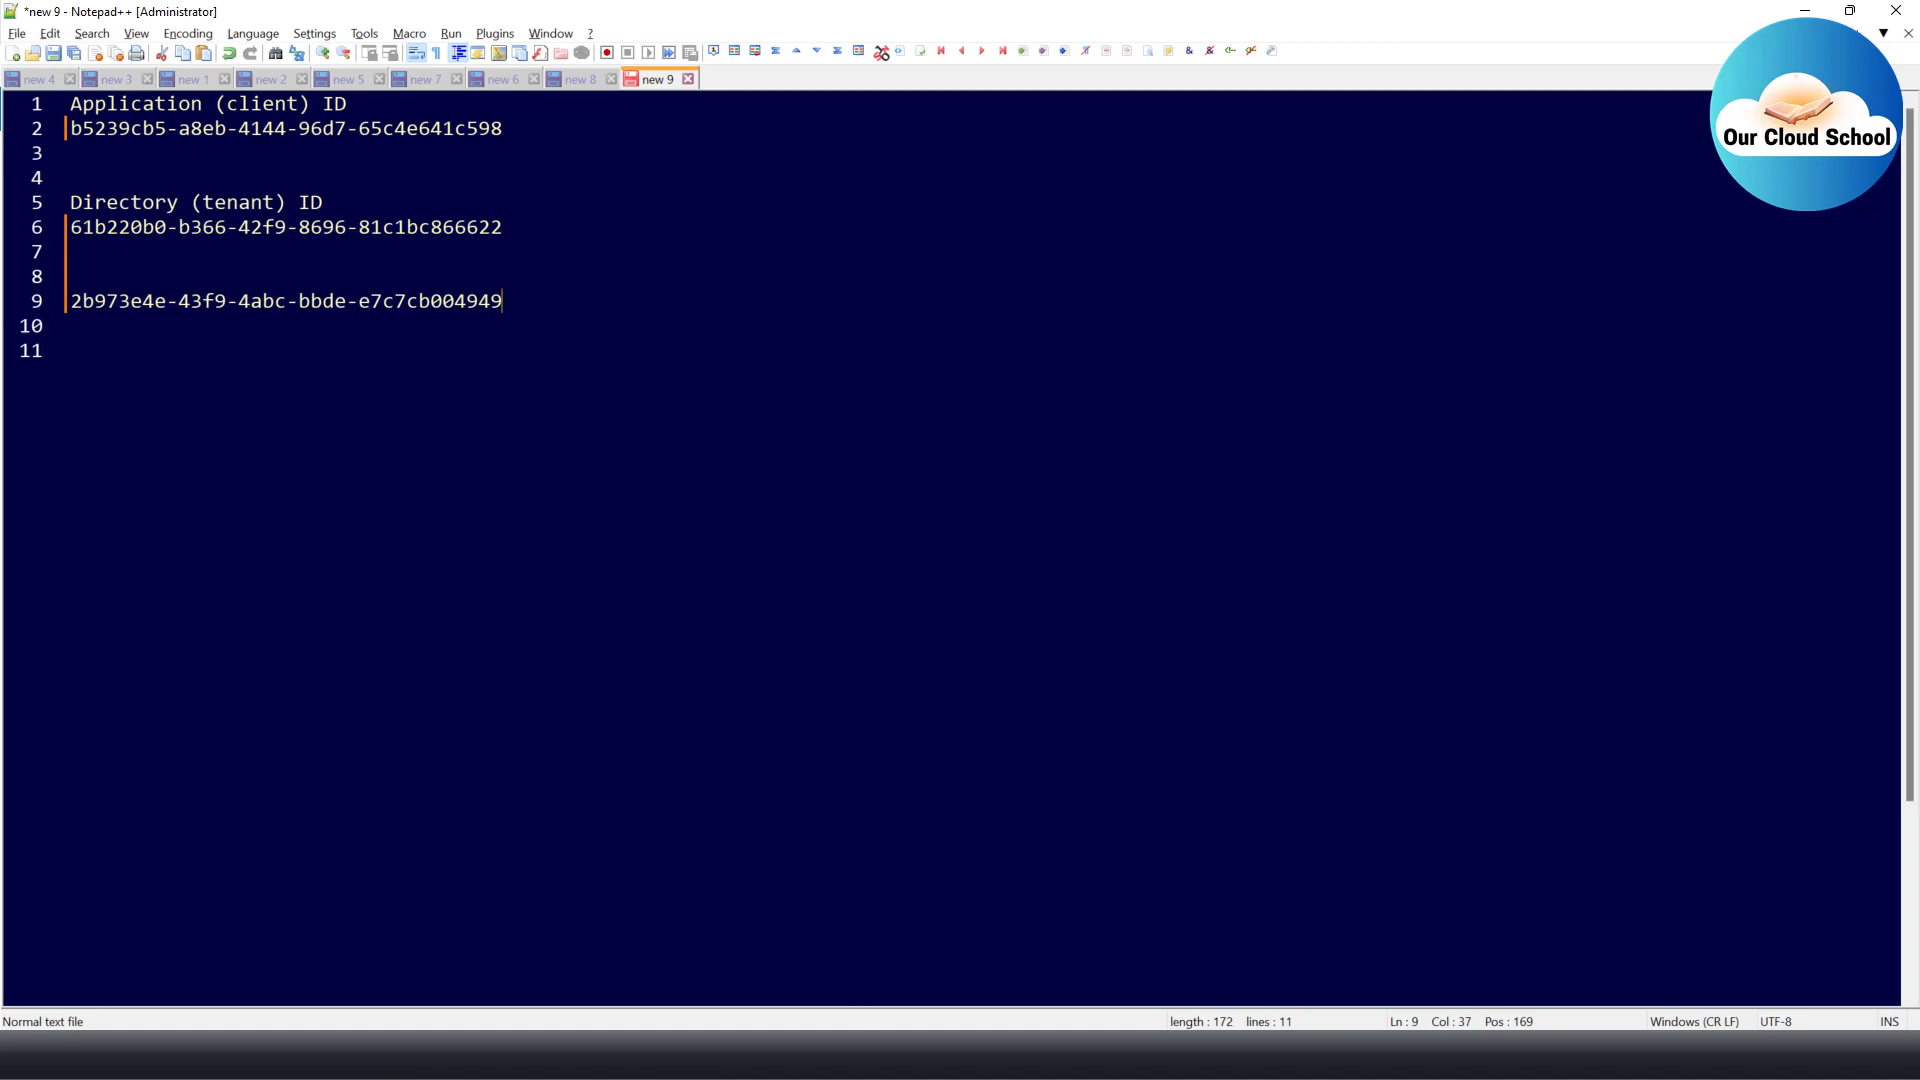 *new 9 - Notepad++ [Administrator]
File Edit Search View Encoding Language Settings Tools Macro Run Plugins Window ?
new 4 new 3 new 1 new 2 new 5 new 7 new 6 new 8 new 9
Our Cloud School
1 Application (client) ID
2 b5239cb5-a8eb-4144-96d7-65c4e641c598
3
4
5 Directory (tenant) ID
6 61b220b0-b366-42f9-8696-81c1bc866622
7
8
9 2b973e4e-43f9-4abc-bbde-e7c7cb004949
10
11
Normal text file length : 172 lines : 11 Ln : 9 Col : 37 Pos : 169 Windows (CR LF) UTF-8 INS